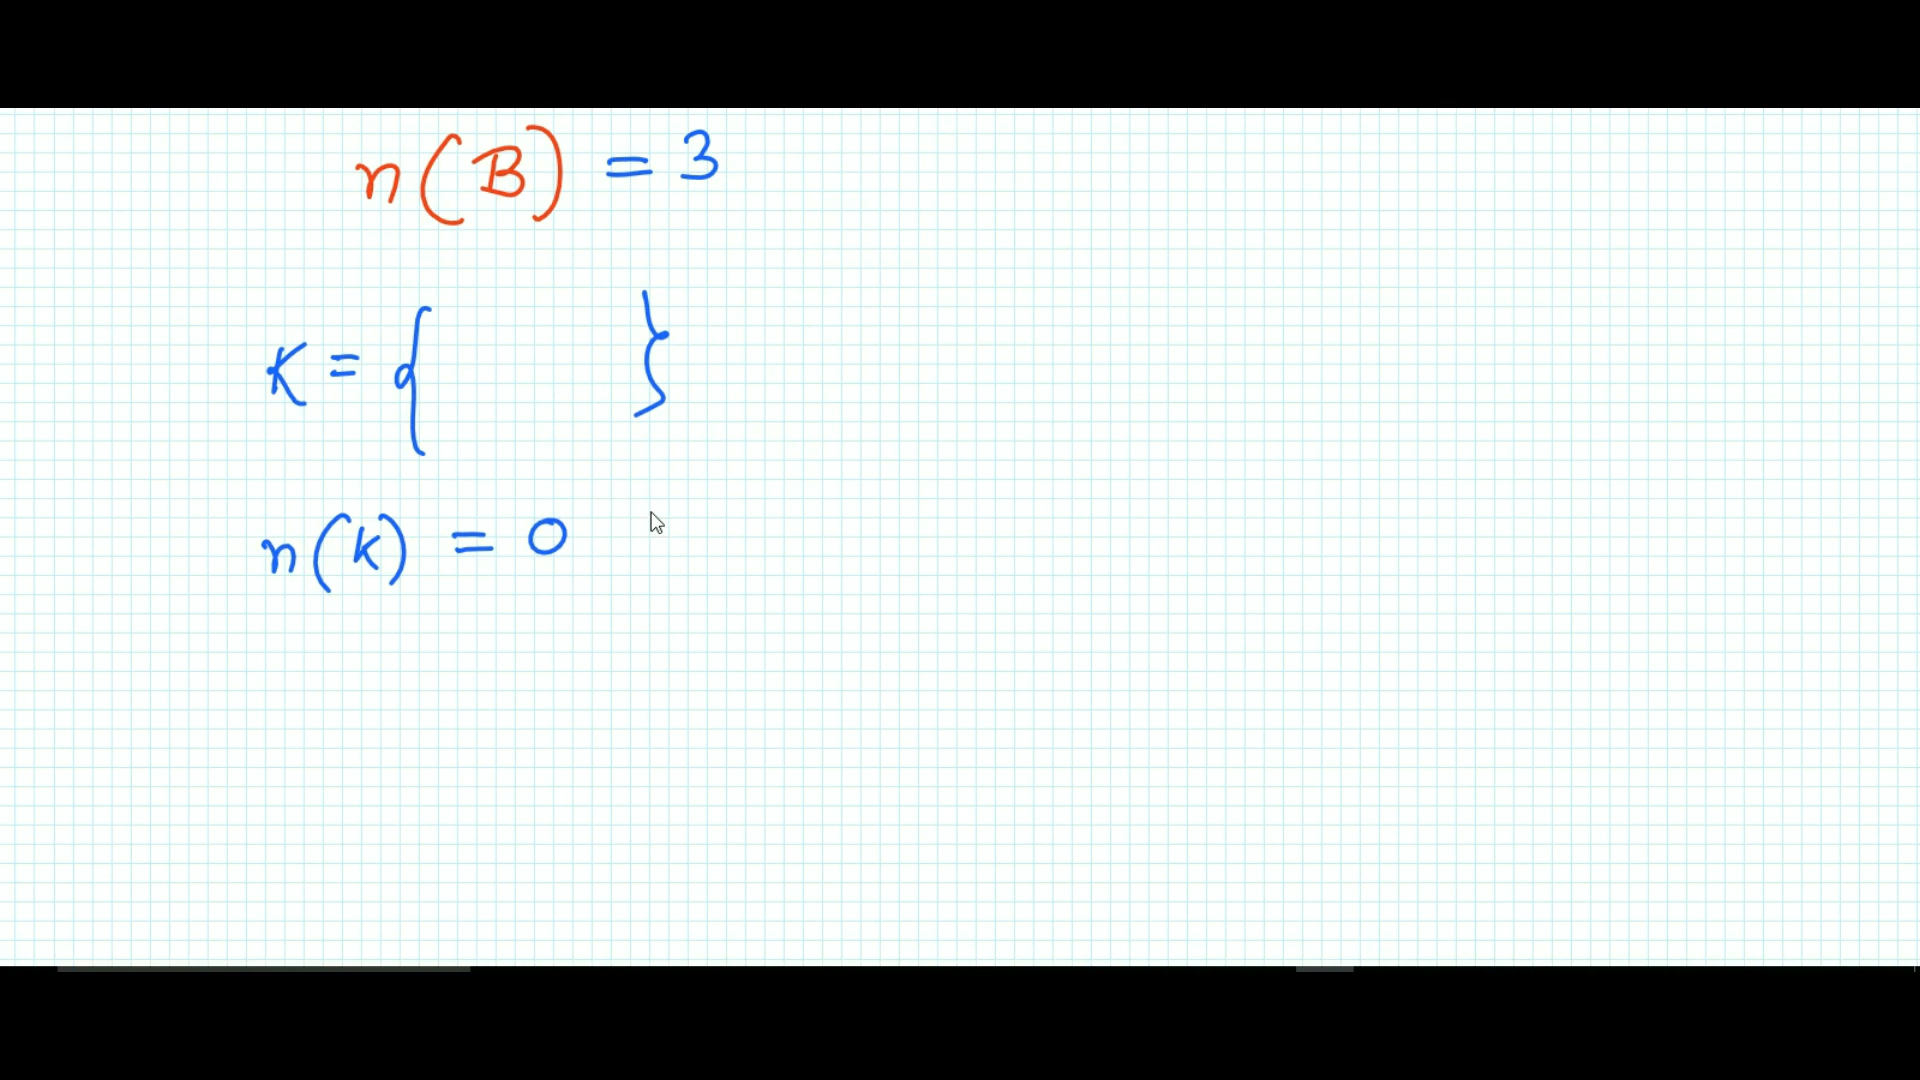 n(B) = 3
K = { }
n(K) = 0